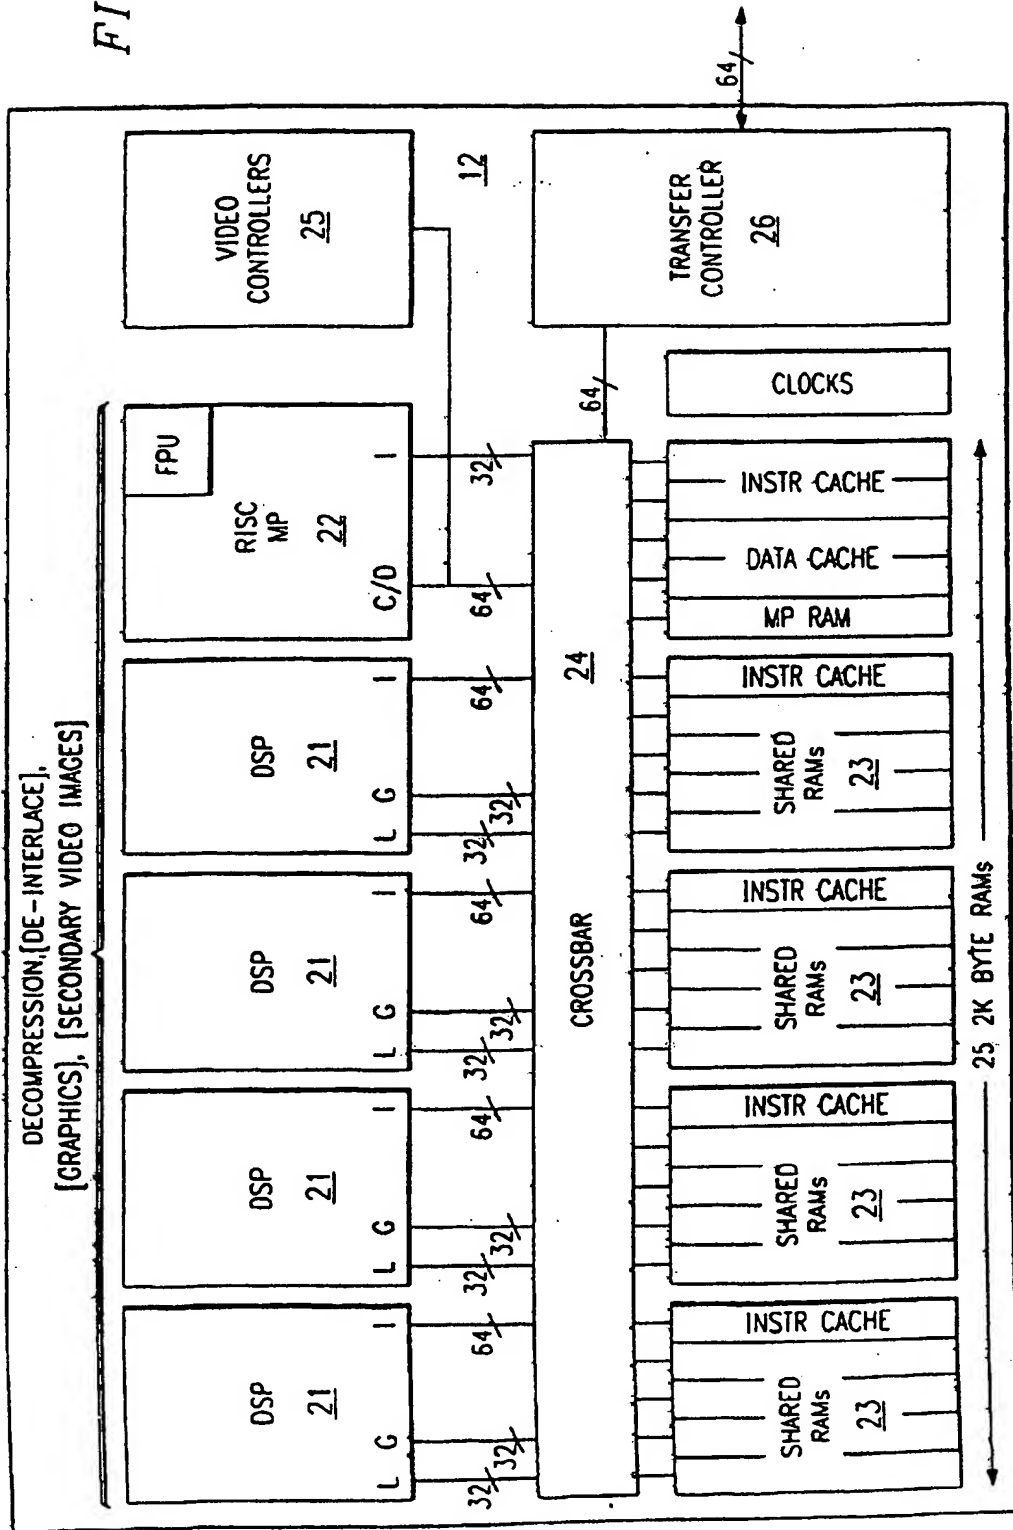 FI
DECOMPRESSION,[DE-INTERLACE],
[GRAPHICS], [SECONDARY VIDEO IMAGES]
DSP
21
L G I
DSP
21
L G I
DSP
21
L G I
DSP
21
L G I
RISC
MP
22
FPU
C/D I
VIDEO
CONTROLLERS
25
32 32 64
32 32 64
32 32 64
32 32 64
64 32
12
CROSSBAR 24
64
TRANSFER
CONTROLLER
26
64
SHARED
RAMs
23
INSTR CACHE
SHARED
RAMs
23
INSTR CACHE
SHARED
RAMs
23
INSTR CACHE
SHARED
RAMs
23
INSTR CACHE
MP RAM
DATA CACHE
INSTR CACHE
CLOCKS
25 2K BYTE RAMs